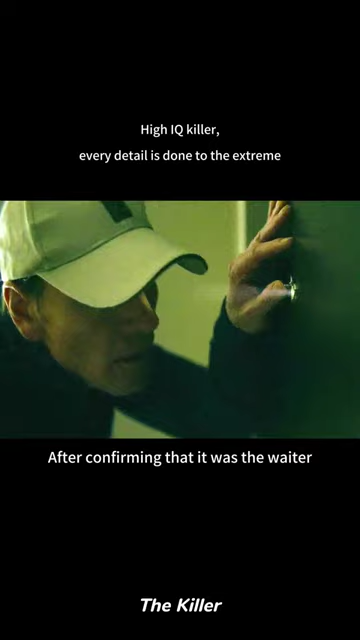 High IQ killer,
every detail is done to the extreme
After confirming that it was the waiter
The Killer